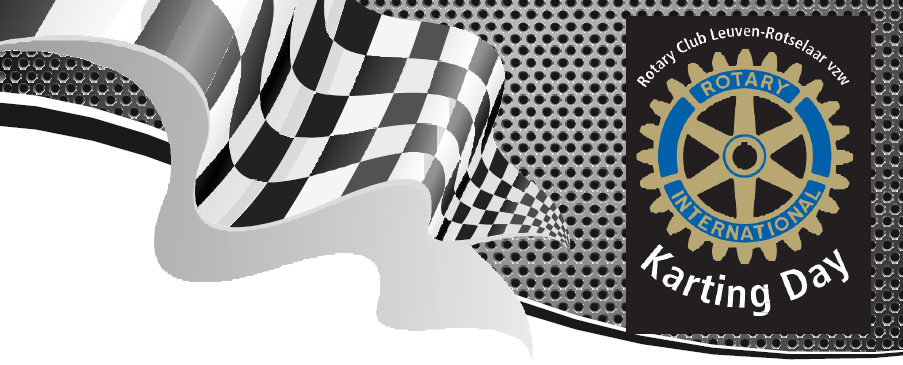 Rotary Club Leuven-Rotselaar vzw
ROTARY
INTERNATIONAL
Karting Day